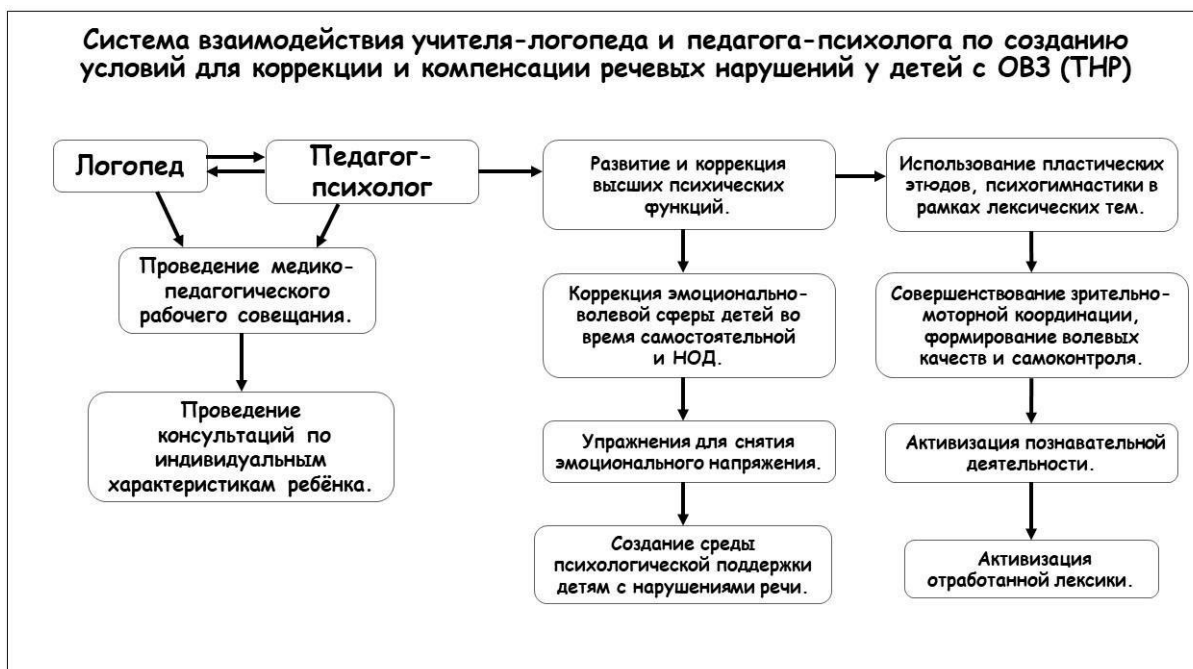 Система взаимодействия учителя-логопеда и педагога-психолога по созданию
условий для коррекции и компенсации речевых нарушений у детей с ОВЗ (ТНР)
Логопед
Педагог-
психолог
Проведение медико-
педагогического
рабочего совещания.
Проведение
консультаций по
индивидуальным
характеристикам ребёнка.
Развитие и коррекция
высших психических
функций.
Коррекция эмоционально-
волевой сферы детей во
время самостоятельной
и НОД.
Упражнения для снятия
эмоционального напряжения.
Создание среды
психологической поддержки
детям с нарушениями речи.
Использование пластических
этюдов, психогимнастики в
рамках лексических тем.
Совершенствование зрительно-
моторной координации,
формирование волевых
качеств и самоконтроля.
Активизация познавательной
деятельности.
Активизация
отработанной лексики.